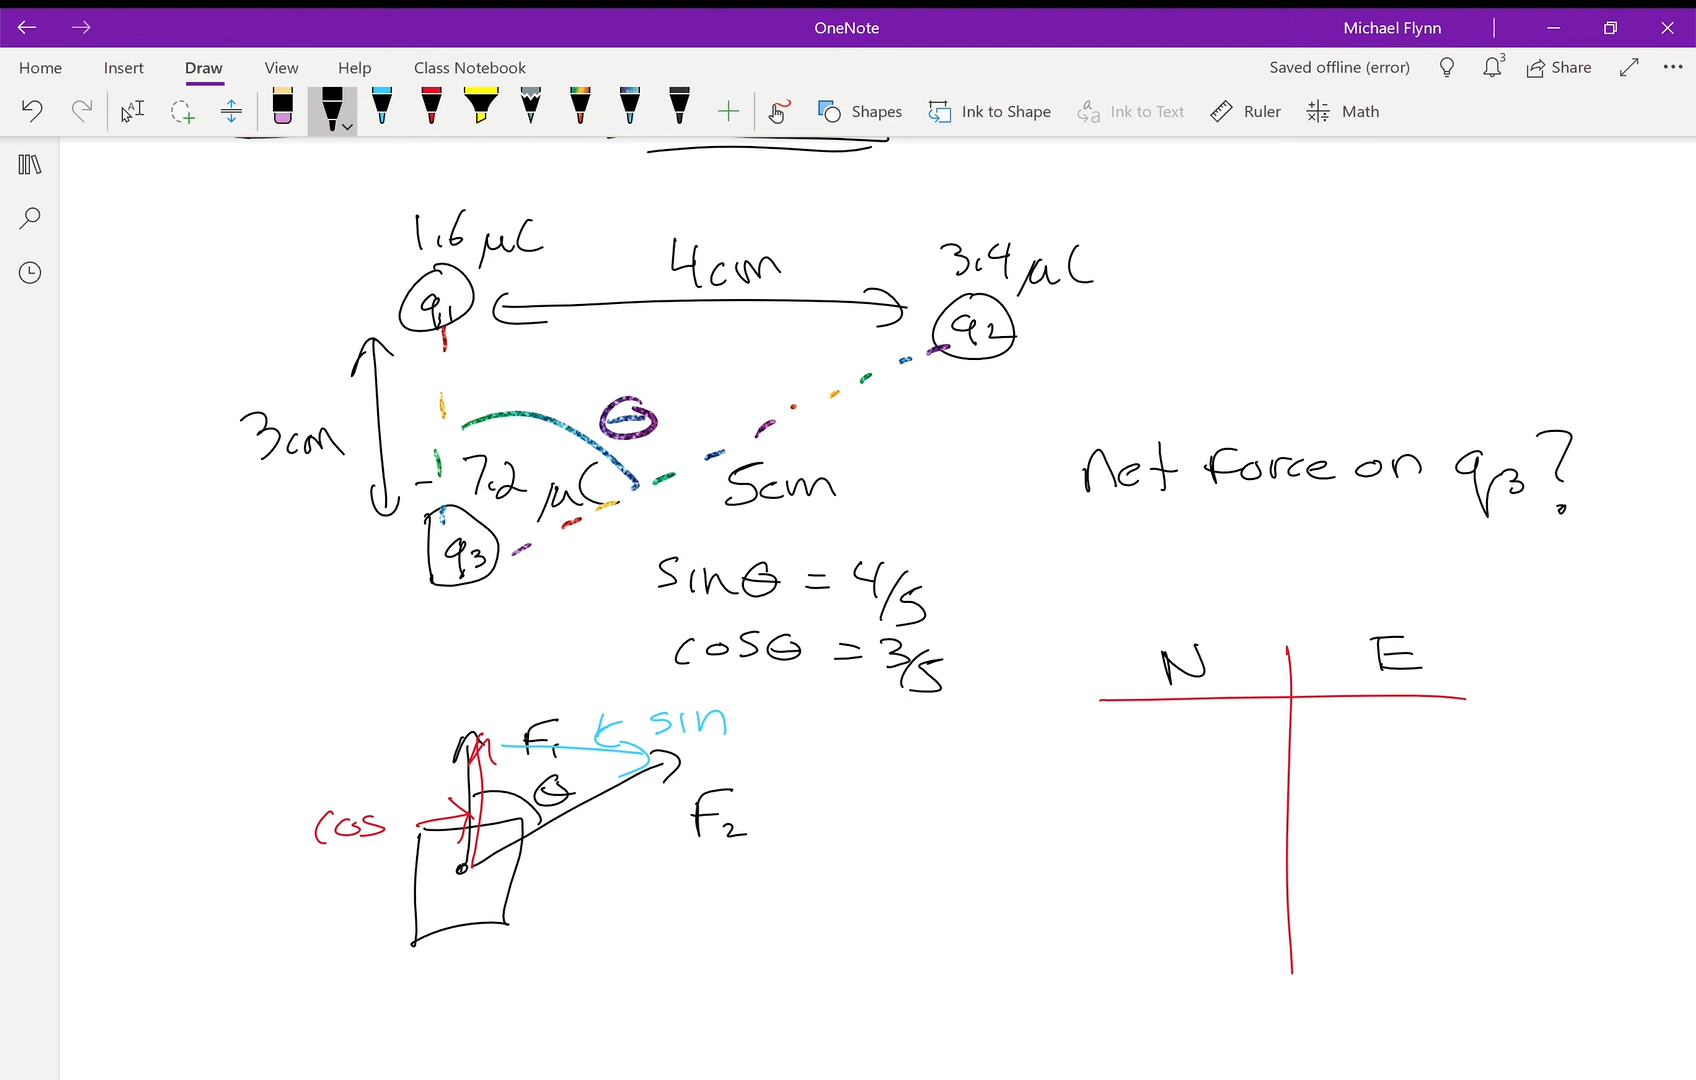 OneNote
Michael Flynn
Home Insert Draw View Help Class Notebook
Saved offline (error) 3 Share
Shapes Ink to Shape Ink to Text Ruler Math
1.6 μC
4cm
3.4 μC
q1
q2
3cm
θ
-7.2 μC
5cm
q3
net force on q3?
sinθ = 4/5
cosθ = 3/5
N E
F1
sin
θ
cos
F2